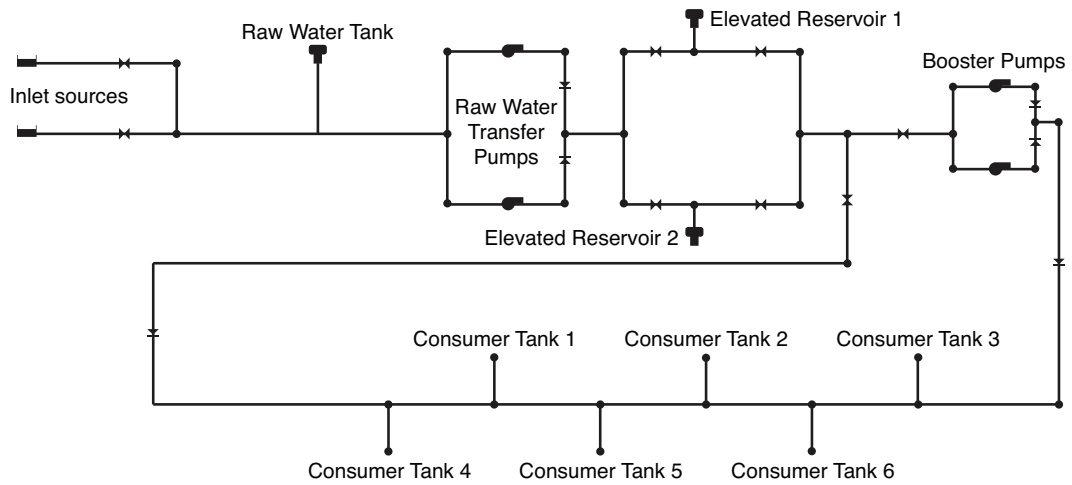 Elevated Reservoir 1
Raw Water Tank
Booster Pumps
Inlet sources
Raw Water
Transfer
Pumps
Elevated Reservoir 2
Consumer Tank 1
Consumer Tank 2
Consumer Tank 3
Consumer Tank 4
Consumer Tank 5
Consumer Tank 6